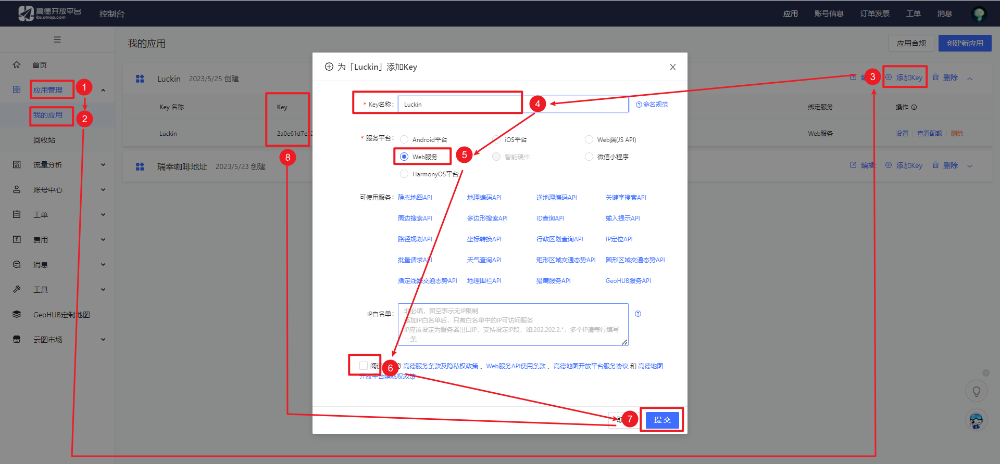 高德开放平台
lbs.amap.com
控制台
应用
账号信息
订单发票
工单
消息
我的应用
应用合规
创建新应用
首页
应用管理
1
我的应用
2
回收站
流量分析
账号中心
工单
费用
消息
工具
GeoHUB定制地图
云图市场
Luckin
2023/5/25 创建
3
添加Key
删除
Key 名称
Key
绑定服务
操作
Luckin
2a0e61d7e
Web服务
设置
查看配额
删除
8
瑞幸咖啡地址
2023/5/23 创建
编辑
添加Key
删除
为「Luckin」添加Key
X
* Key名称：
Luckin
4
命名规范
* 服务平台：
Android平台
iOS平台
Web端(JS API)
Web服务
5
智能硬件
微信小程序
HarmonyOS平台
可使用服务：
静态地图API
地理编码API
逆地理编码API
关键字搜索API
周边搜索API
多边形搜索API
ID查询API
输入提示API
路径规划API
坐标转换API
行政区划查询API
IP定位API
批量请求API
天气查询API
矩形区域交通态势API
圆形区域交通态势API
指定线路交通态势API
地理围栏API
猎鹰服务API
GeoHUB服务API
IP白名单：
非必填，留空表示无IP限制
添加IP白名单后，只有白名单中的IP可访问服务
IP应该设定为服务器出口IP，支持设定IP段，如:202.202.2.*，多个IP请每行填写
一条
6
高德服务条款及隐私权政策 、Web服务API使用条款 、高德地图开放平台服务协议 和 高德地图
开放平台隐私权政策
7
提 交